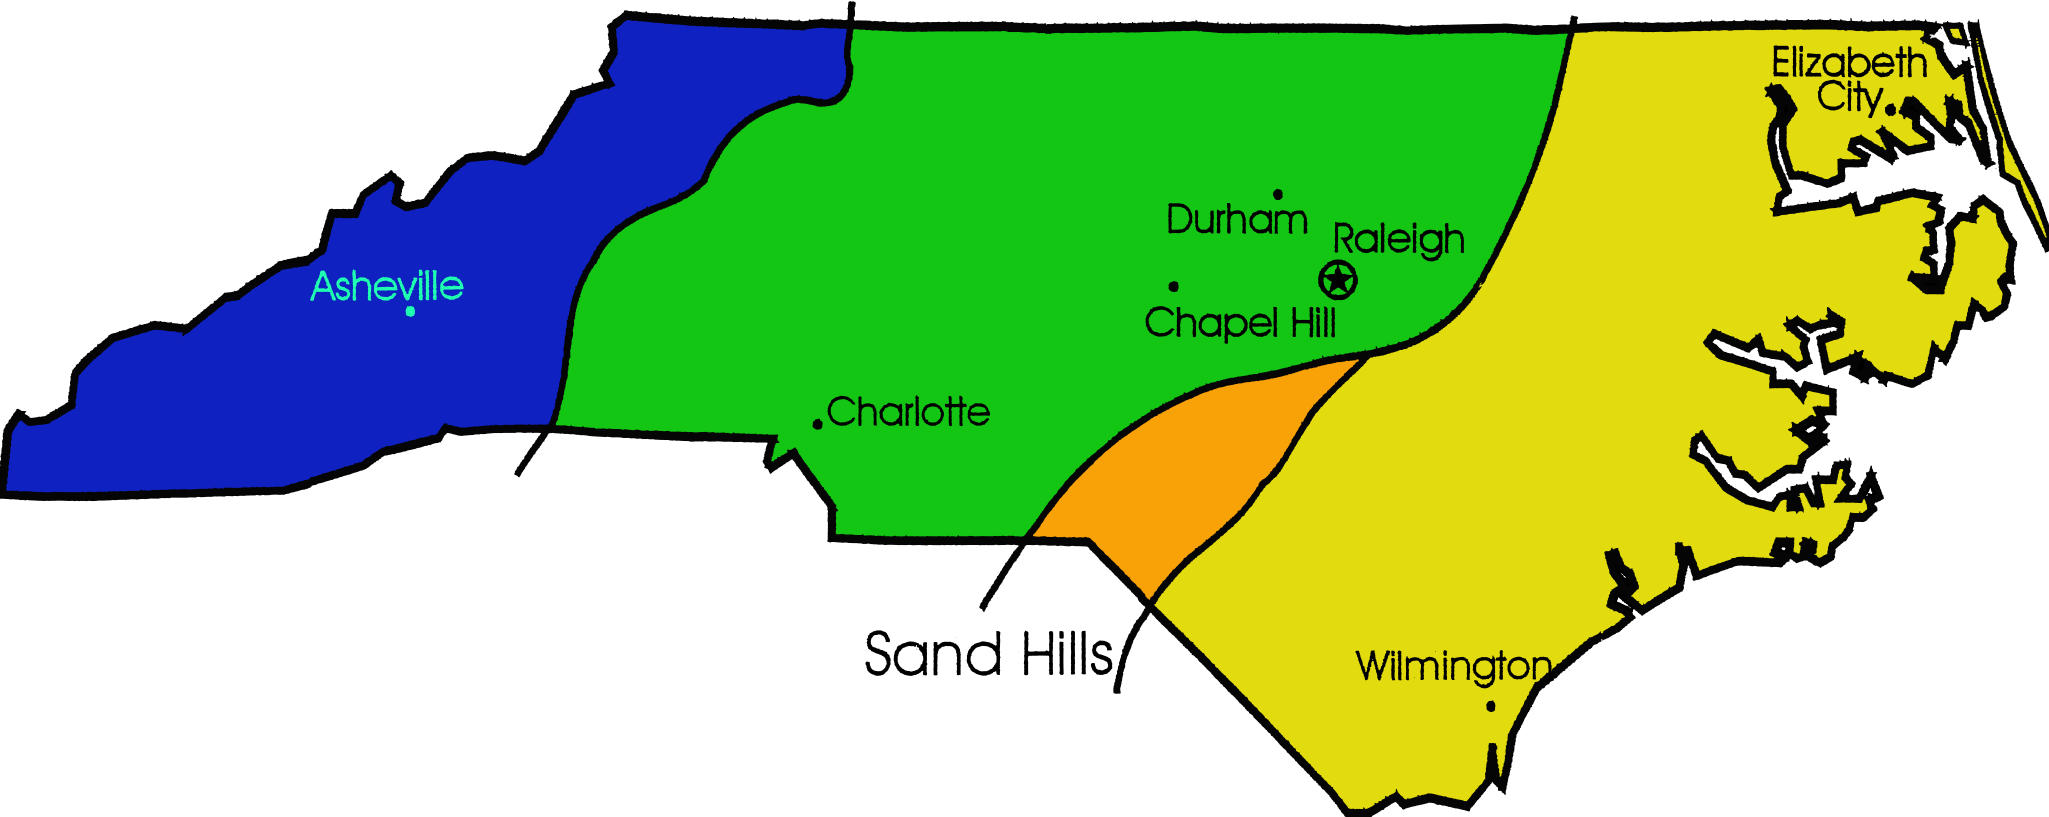 Elizabeth
City
Durham
Raleigh
Asheville
Chapel Hill
Charlotte
Sand Hills
Wilmington